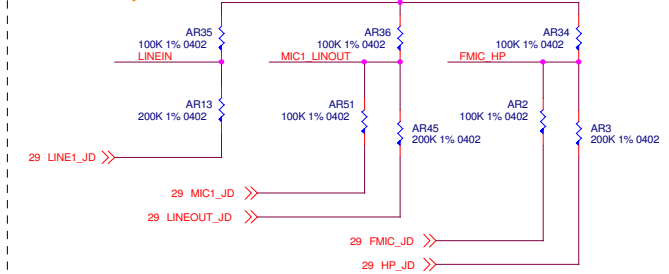 AR35
100K 1% 0402
AR36
100K 1% 0402
AR34
100K 1% 0402
LINEIN
MIC1_LINOUT
FMIC_HP
AR13
200K 1% 0402
AR51
100K 1% 0402
AR45
200K 1% 0402
AR2
100K 1% 0402
AR3
200K 1% 0402
29 LINE1_JD
29 MIC1_JD
29 LINEOUT_JD
29 FMIC_JD
29 HP_JD